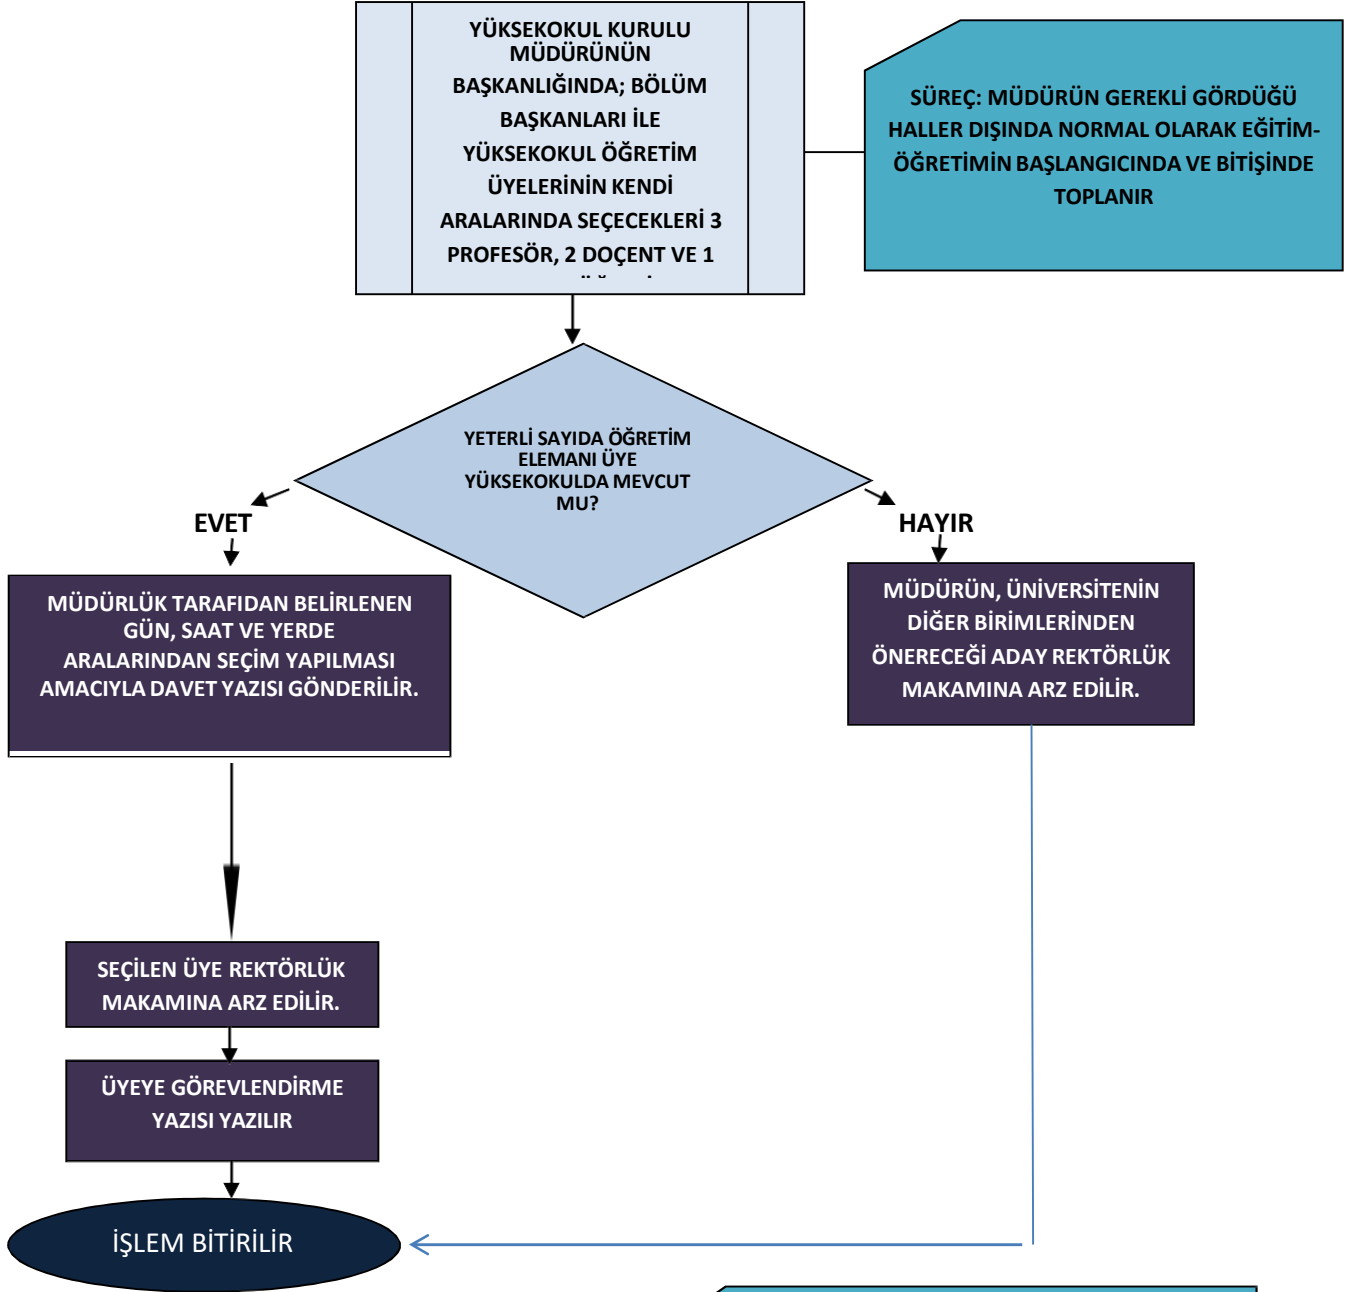 YÜKSEKOKUL KURULU
MÜDÜRÜNÜN
BAŞKANLIĞINDA; BÖLÜM
BAŞKANLARI İLE
YÜKSEKOKUL ÖĞRETİM
ÜYELERİNİN KENDİ
ARALARINDA SEÇECEKLERİ 3
PROFESÖR, 2 DOÇENT VE 1
SÜREÇ: MÜDÜRÜN GEREKLİ GÖRDÜĞÜ
HALLER DIŞINDA NORMAL OLARAK EĞİTİM-
ÖĞRETİMİN BAŞLANGICINDA VE BİTİŞİNDE
TOPLANIR
YETERLİ SAYIDA ÖĞRETİM
ELEMANI ÜYE
YÜKSEKOKULDA MEVCUT
MU?
EVET
HAYIR
MÜDÜRLÜK TARAFIDAN BELİRLENEN
GÜN, SAAT VE YERDE
ARALARINDAN SEÇİM YAPILMASI
AMACIYLA DAVET YAZISI GÖNDERİLİR.
MÜDÜRÜN, ÜNİVERSİTENİN
DİĞER BİRİMLERİNDEN
ÖNERECEĞİ ADAY REKTÖRLÜK
MAKAMINA ARZ EDİLİR.
SEÇİLEN ÜYE REKTÖRLÜK
MAKAMINA ARZ EDİLİR.
ÜYEYE GÖREVLENDİRME
YAZISI YAZILIR
İŞLEM BİTİRİLİR